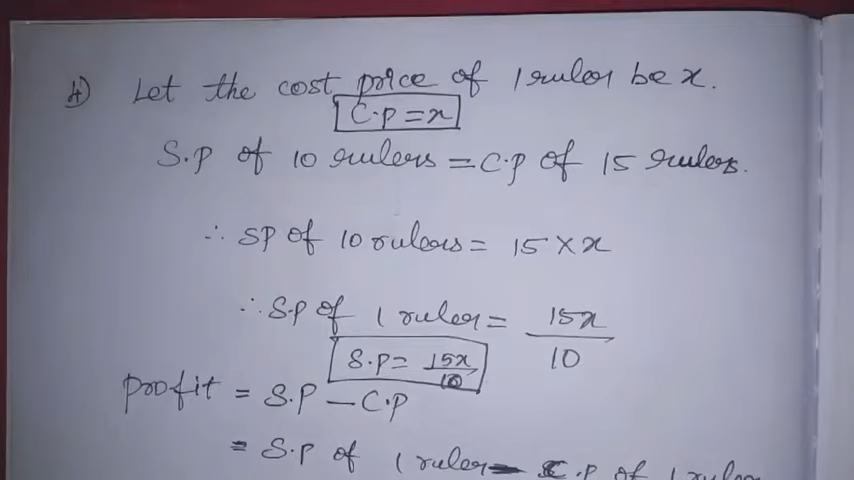 4) Let the cost price of 1 ruler be x.
C.p = x
S.p of 10 rulers = C.p of 15 rulers.
∴ SP of 10 rulers = 15 × x
∴ S.p of 1 ruler = 15x/10
S.p = 15x/10
profit = S.P – C.P
= S.P of 1 ruler – C.P of 1 ruler